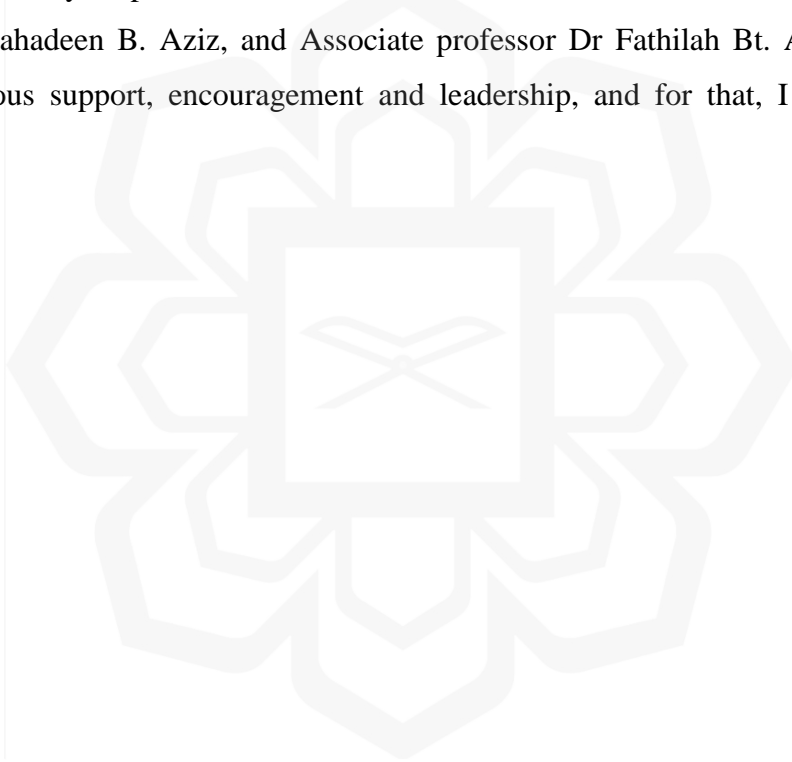 ahadeen B. Aziz, and Associate professor Dr Fathilah Bt. A
ous support, encouragement and leadership, and for that, I